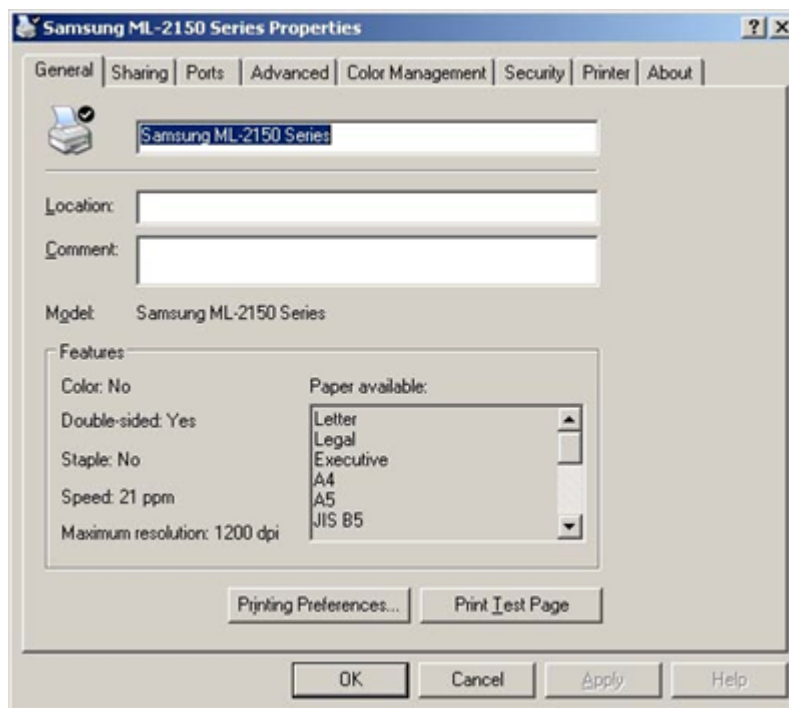 Samsung ML-2150 Series Properties
General Sharing Ports Advanced Color Management Security Printer About
Samsung ML-2150 Series
Location:
Comment:
Model: Samsung ML-2150 Series
Features
Color: No
Double-sided: Yes
Staple: No
Speed: 21 ppm
Maximum resolution: 1200 dpi
Paper available:
Letter
Legal
Executive
A4
A5
JIS B5
Printing Preferences... Print Test Page
OK Cancel Apply Help